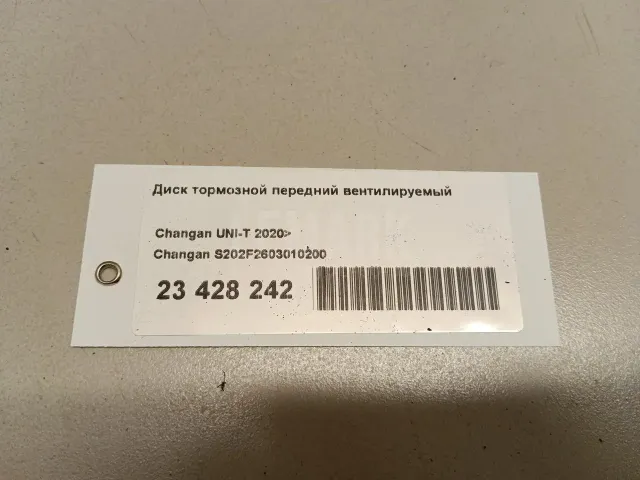 Диск тормозной передний вентилируемый
Changan UNI-T 2020>
Changan S202F2603010200
23 428 242